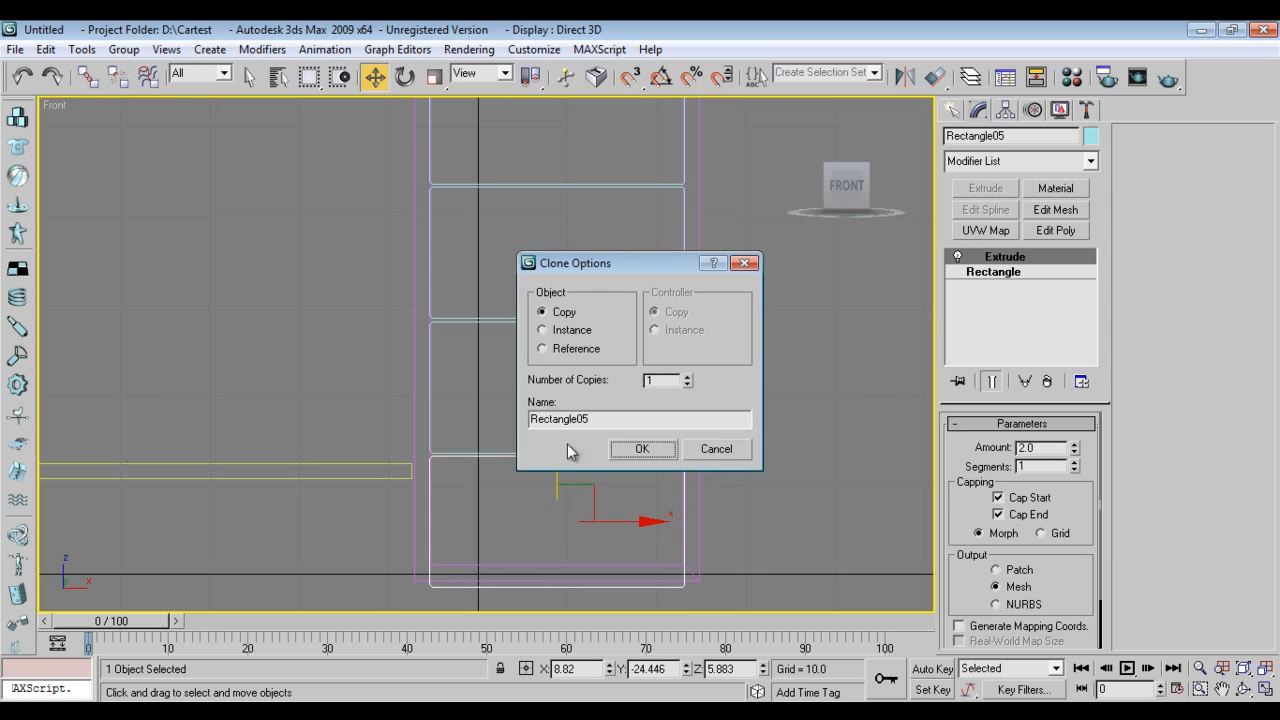 Untitled - Project Folder: D:\Cartest - Autodesk 3ds Max 2009 x64 - Unregistered Version - Display : Direct 3D
File Edit Tools Group Views Create Modifiers Animation Graph Editors Rendering Customize MAXScript Help
All View Create Selection Set
ABC
Front
FRONT
Rectangle05
Modifier List
Extrude Material
Edit Spline Edit Mesh
UVW Map Edit Poly
Extrude
Rectangle
Clone Options
Object Controller
Copy Copy
Instance Instance
Reference
Number of Copies: 1
Name:
Rectangle05
OK Cancel
- Parameters
Amount: 2.0
Segments: 1
Capping
Cap Start
Cap End
Morph Grid
Output
Patch
Mesh
NURBS
Generate Mapping Coords.
Real-World Map Size
x
z
y x
0 / 100
0 10 20 30 40 50 60 70 80 90 100
1 Object Selected X: 8.82 Y: -24.446 Z: 5.883 Grid = 10.0 Auto Key Selected
AXScript. Click and drag to select and move objects Add Time Tag Set Key Key Filters... 0